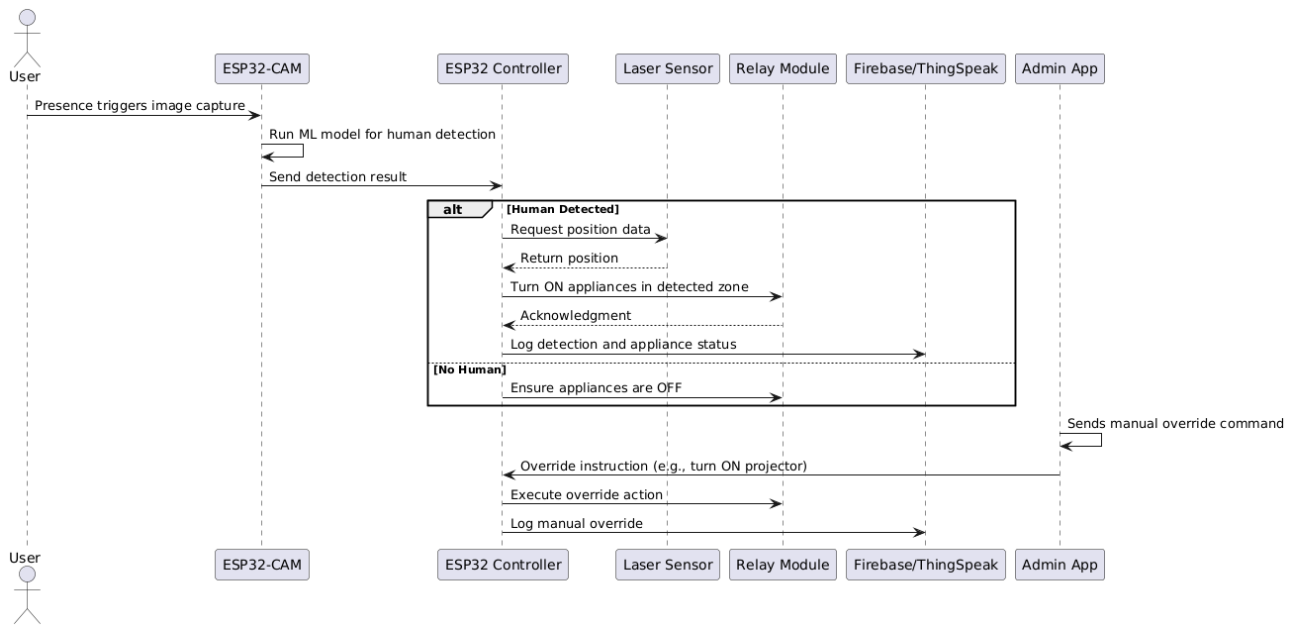 User
ESP32-CAM
ESP32 Controller
Laser Sensor
Relay Module
Firebase/ThingSpeak
Admin App
Presence triggers image capture
Run ML model for human detection
Send detection result
alt
[Human Detected]
Request position data
Return position
Turn ON appliances in detected zone
Acknowledgment
Log detection and appliance status
[No Human]
Ensure appliances are OFF
Sends manual override command
Override instruction (e.g., turn ON projector)
Execute override action
Log manual override
User
ESP32-CAM
ESP32 Controller
Laser Sensor
Relay Module
Firebase/ThingSpeak
Admin App